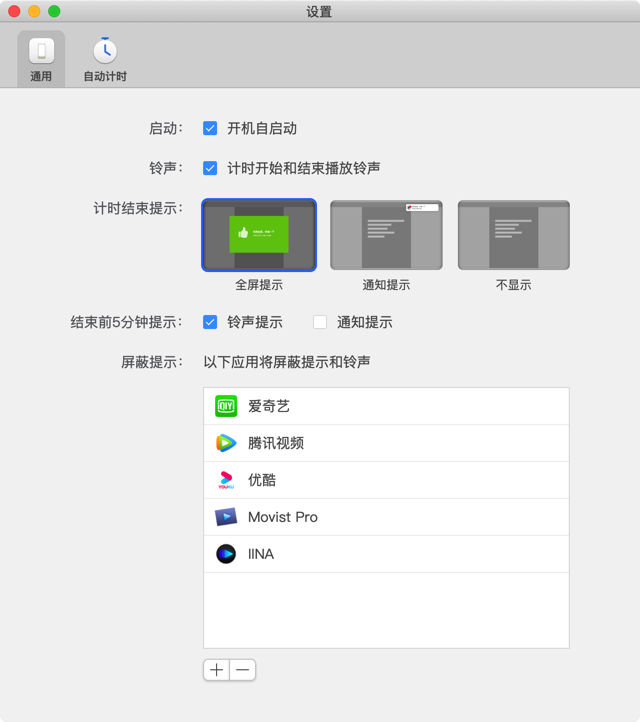 设置
通用
自动计时
启动：
开机自启动
铃声：
计时开始和结束播放铃声
计时结束提示：
全屏提示
通知提示
不显示
结束前5分钟提示：
铃声提示
通知提示
屏蔽提示：
以下应用将屏蔽提示和铃声
QIY
爱奇艺
腾讯视频
YOUKU
优酷
Movist Pro
IINA